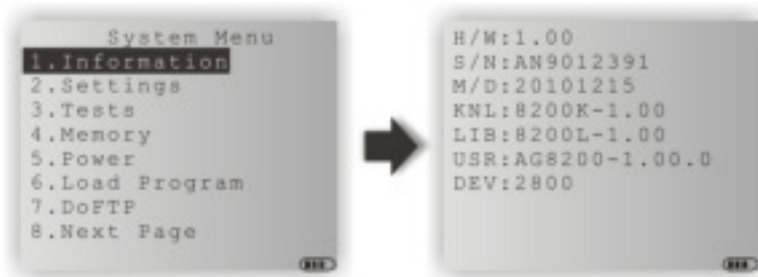 System Menu
1.Information
2.Settings
3.Tests
4.Memory
5.Power
6.Load Program
7.DoFTP
8.Next Page
H/W:1.00
S/N:AN9012391
M/D:20101215
KNL:8200K-1.00
LIB:8200L-1.00
USR:AG8200-1.00.0
DEV:2800